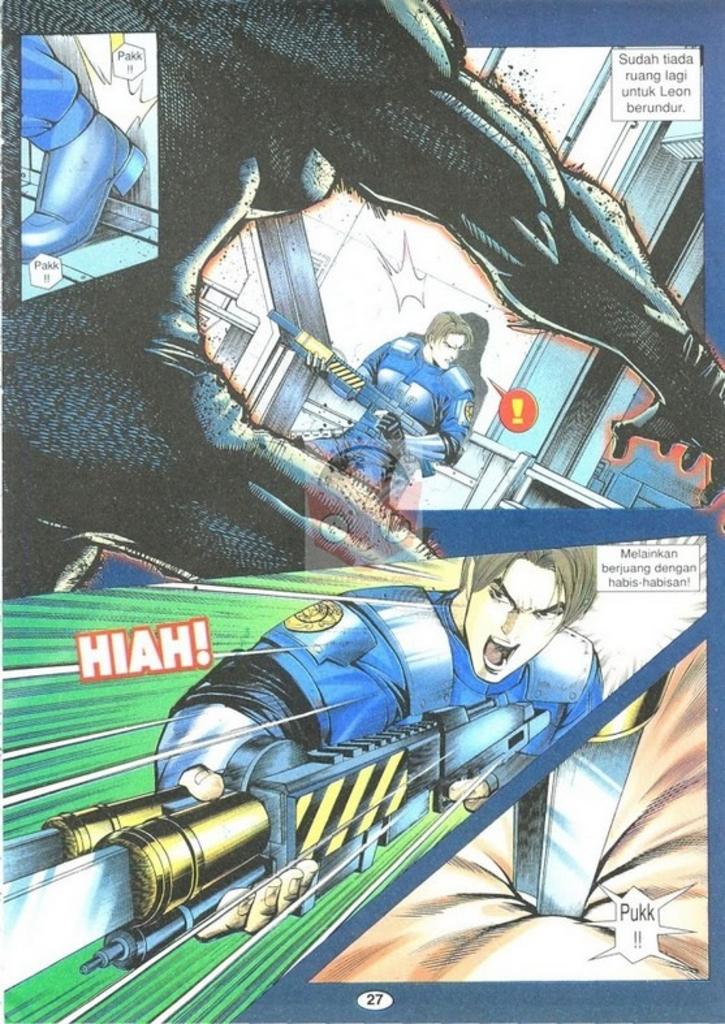 Pakk
!!
Pakk
!!
Sudah tiada
ruang lagi
untuk Leon
berundur.
!
Melainkan
berjuang dengan
habis-habisan!
HIAH!
Pukk
!!
27